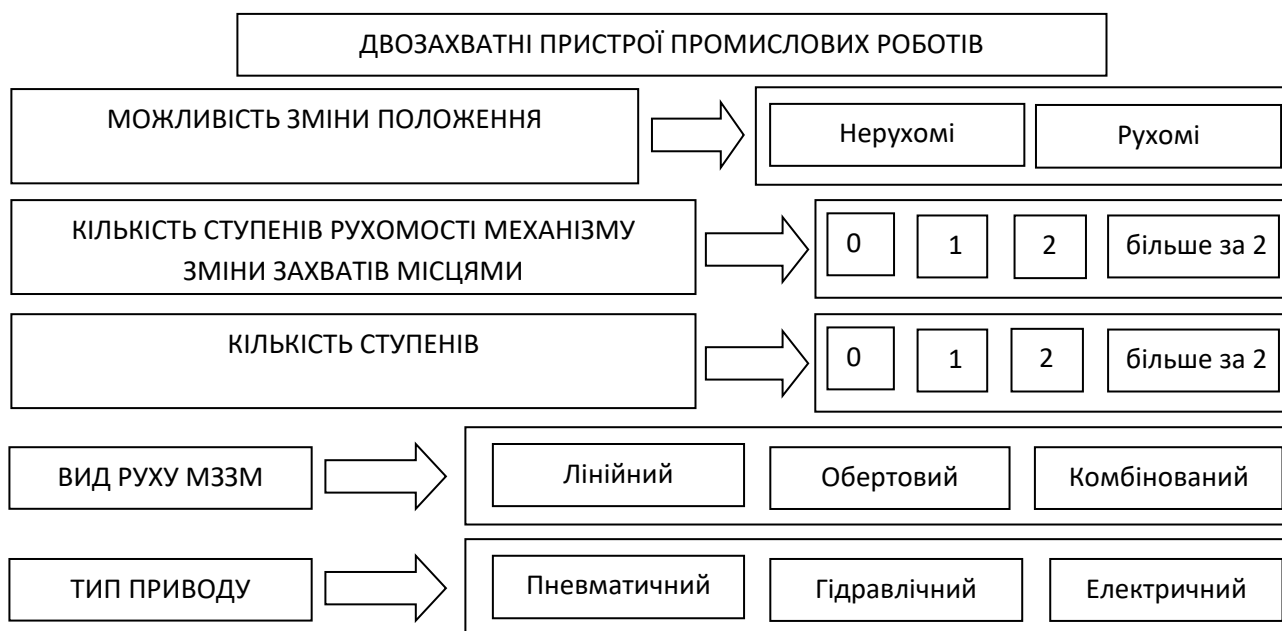 ДВОЗАХВАТНІ ПРИСТРОЇ ПРОМИСЛОВИХ РОБОТІВ
МОЖЛИВІСТЬ ЗМІНИ ПОЛОЖЕННЯ
Нерухомі
Рухомі
КІЛЬКІСТЬ СТУПЕНІВ РУХОМОСТІ МЕХАНІЗМУ
ЗМІНИ ЗАХВАТІВ МІСЦЯМИ
0
1
2
більше за 2
КІЛЬКІСТЬ СТУПЕНІВ
0
1
2
більше за 2
ВИД РУХУ МЗЗМ
Лінійний
Обертовий
Комбінований
ТИП ПРИВОДУ
Пневматичний
Гідравлічний
Електричний